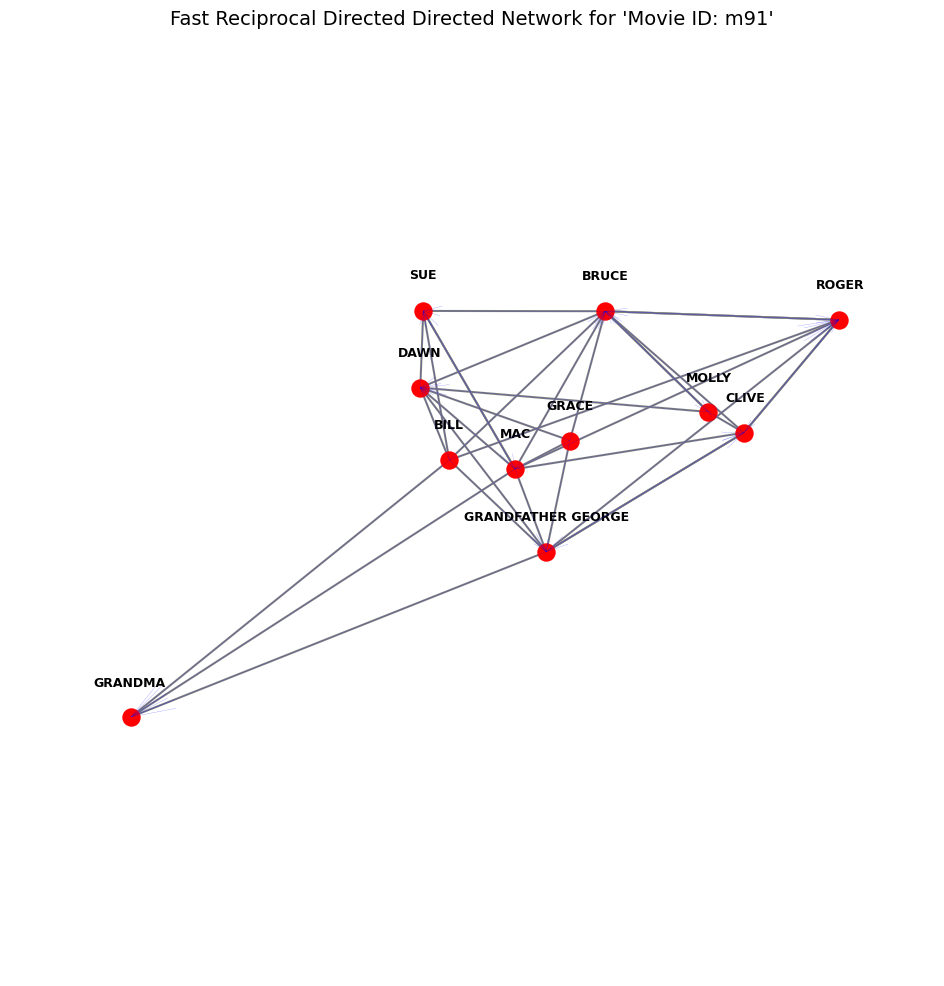 Fast Reciprocal Directed Directed Network for 'Movie ID: m91'
SUE
BRUCE
ROGER
DAWN
MOLLY
CLIVE
GRACE
BILL
MAC
GRANDFATHER GEORGE
GRANDMA